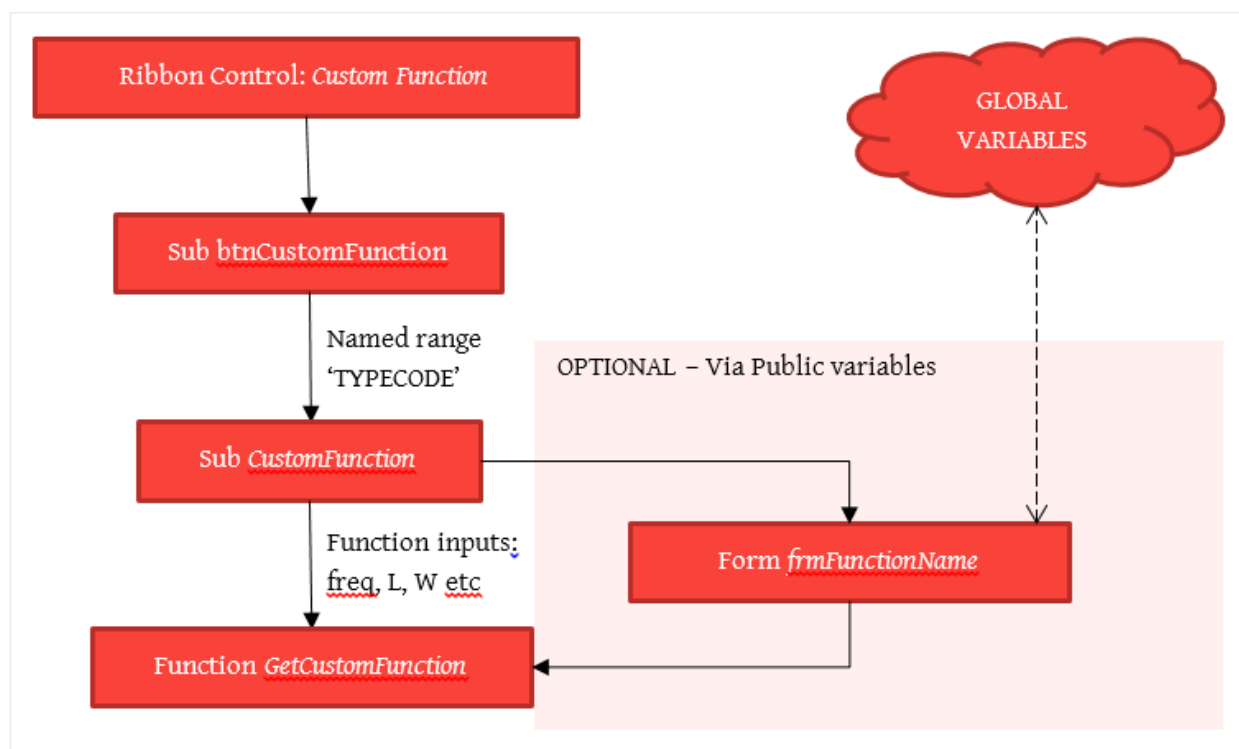 Ribbon Control: Custom Function
GLOBAL
VARIABLES
Sub btnCustomFunction
Named range
‘TYPECODE’
OPTIONAL – Via Public variables
Sub CustomFunction
Function inputs:
freq, L, W etc
Form frmFunctionName
Function GetCustomFunction